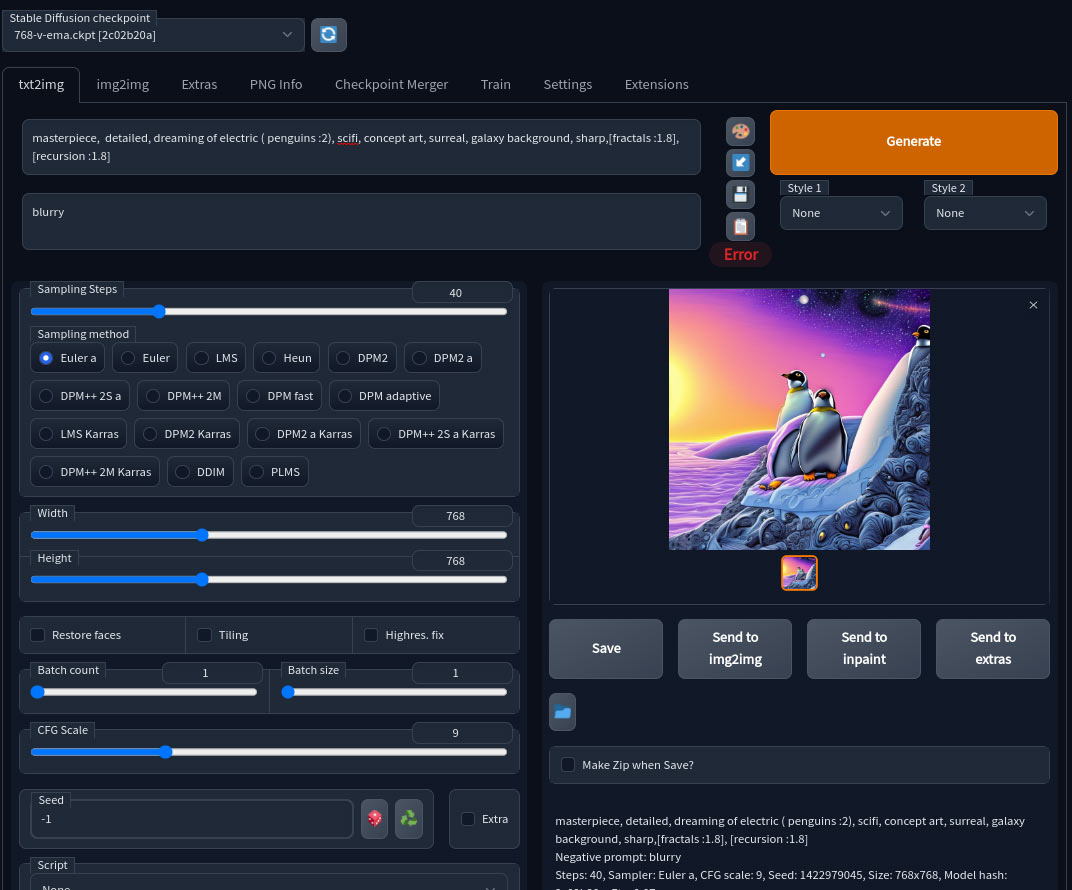 Stable Diffusion checkpoint
768-v-ema.ckpt [2c02b20a]
txt2img img2img Extras PNG Info Checkpoint Merger Train Settings Extensions
masterpiece,  detailed, dreaming of electric ( penguins :2), scifi, concept art, surreal, galaxy background, sharp,[fractals :1.8],
[recursion :1.8]
blurry
Generate
Style 1
None
Style 2
None
Error
Sampling Steps
40
Sampling method
Euler a Euler LMS Heun DPM2 DPM2 a
DPM++ 2S a DPM++ 2M DPM fast DPM adaptive
LMS Karras DPM2 Karras DPM2 a Karras DPM++ 2S a Karras
DPM++ 2M Karras DDIM PLMS
Width
768
Height
768
Restore faces Tiling Highres. fix
Batch count
1
Batch size
1
CFG Scale
9
Seed
-1
Extra
Script
None
Save
Send to
img2img
Send to
inpaint
Send to
extras
Make Zip when Save?
masterpiece, detailed, dreaming of electric ( penguins :2), scifi, concept art, surreal, galaxy
background, sharp,[fractals :1.8], [recursion :1.8]
Negative prompt: blurry
Steps: 40, Sampler: Euler a, CFG scale: 9, Seed: 1422979045, Size: 768x768, Model hash: